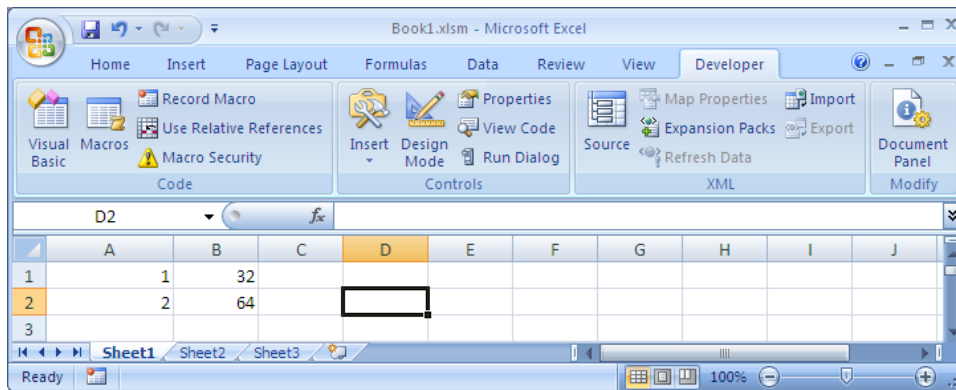 Book1.xlsm - Microsoft Excel
Home Insert Page Layout Formulas Data Review View Developer
Visual Basic
Macros
Record Macro
Use Relative References
Macro Security
Code
Insert
Design Mode
Properties
View Code
Run Dialog
Controls
Source
Map Properties
Expansion Packs
Refresh Data
Import
Export
XML
Document Panel
Modify
D2 fx
A B C D E F G H I J
1 1 32
2 2 64
3
Sheet1 Sheet2 Sheet3
Ready 100%